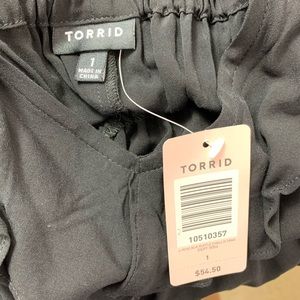 TORRID
1
MADE IN
CHINA
TORRID
10510357
1
$54.50